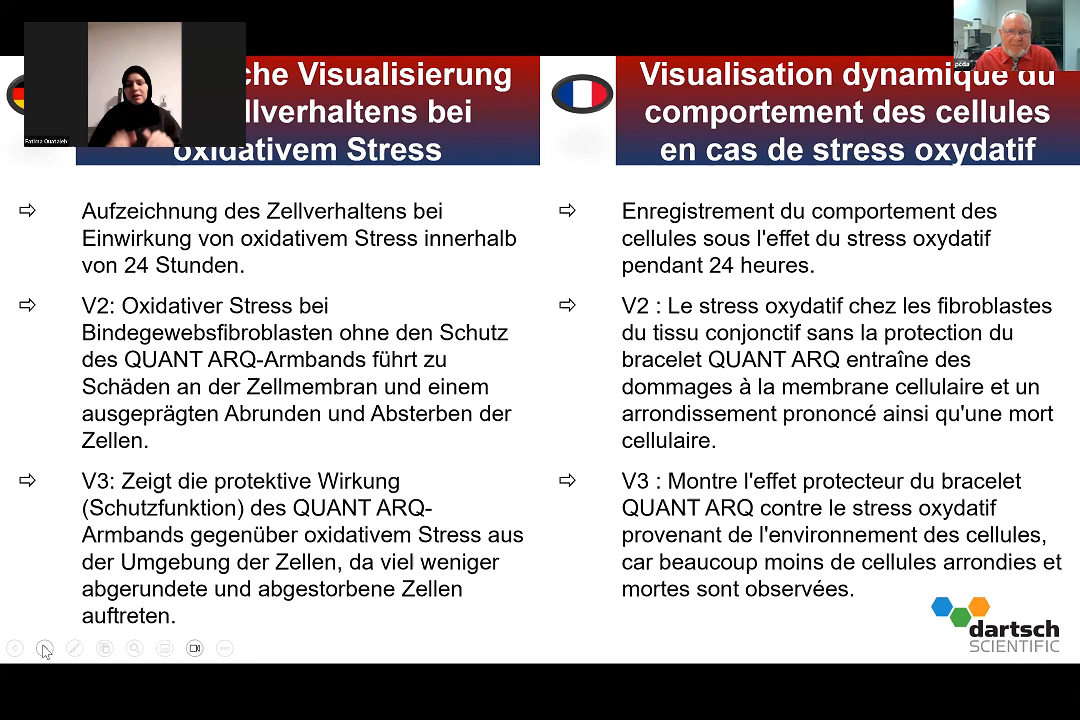 Fatima Ouataleb
pcda
che Visualisierung
llverhaltens bei
oxidativem Stress
Aufzeichnung des Zellverhaltens bei
Einwirkung von oxidativem Stress innerhalb
von 24 Stunden.
V2: Oxidativer Stress bei
Bindegewebsfibroblasten ohne den Schutz
des QUANT ARQ-Armbands führt zu
Schäden an der Zellmembran und einem
ausgeprägten Abrunden und Absterben der
Zellen.
V3: Zeigt die protektive Wirkung
(Schutzfunktion) des QUANT ARQ-
Armbands gegenüber oxidativem Stress aus
der Umgebung der Zellen, da viel weniger
abgerundete und abgestorbene Zellen
auftreten.
Visualisation dynamique du
comportement des cellules
en cas de stress oxydatif
Enregistrement du comportement des
cellules sous l'effet du stress oxydatif
pendant 24 heures.
V2 : Le stress oxydatif chez les fibroblastes
du tissu conjonctif sans la protection du
bracelet QUANT ARQ entraîne des
dommages à la membrane cellulaire et un
arrondissement prononcé ainsi qu'une mort
cellulaire.
V3 : Montre l'effet protecteur du bracelet
QUANT ARQ contre le stress oxydatif
provenant de l'environnement des cellules,
car beaucoup moins de cellules arrondies et
mortes sont observées.
dartsch
SCIENTIFIC